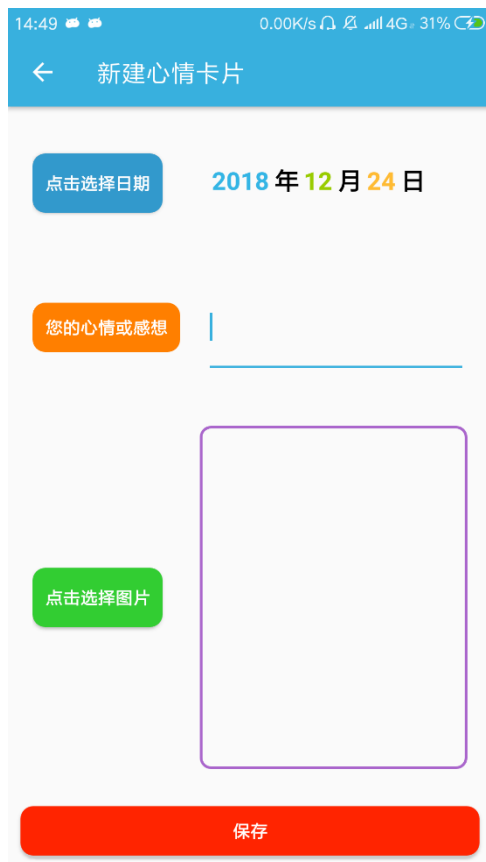 14:49 0.00K/s 4G 31%
新建心情卡片
点击选择日期 2018 年 12 月 24 日
您的心情或感想
点击选择图片
保存